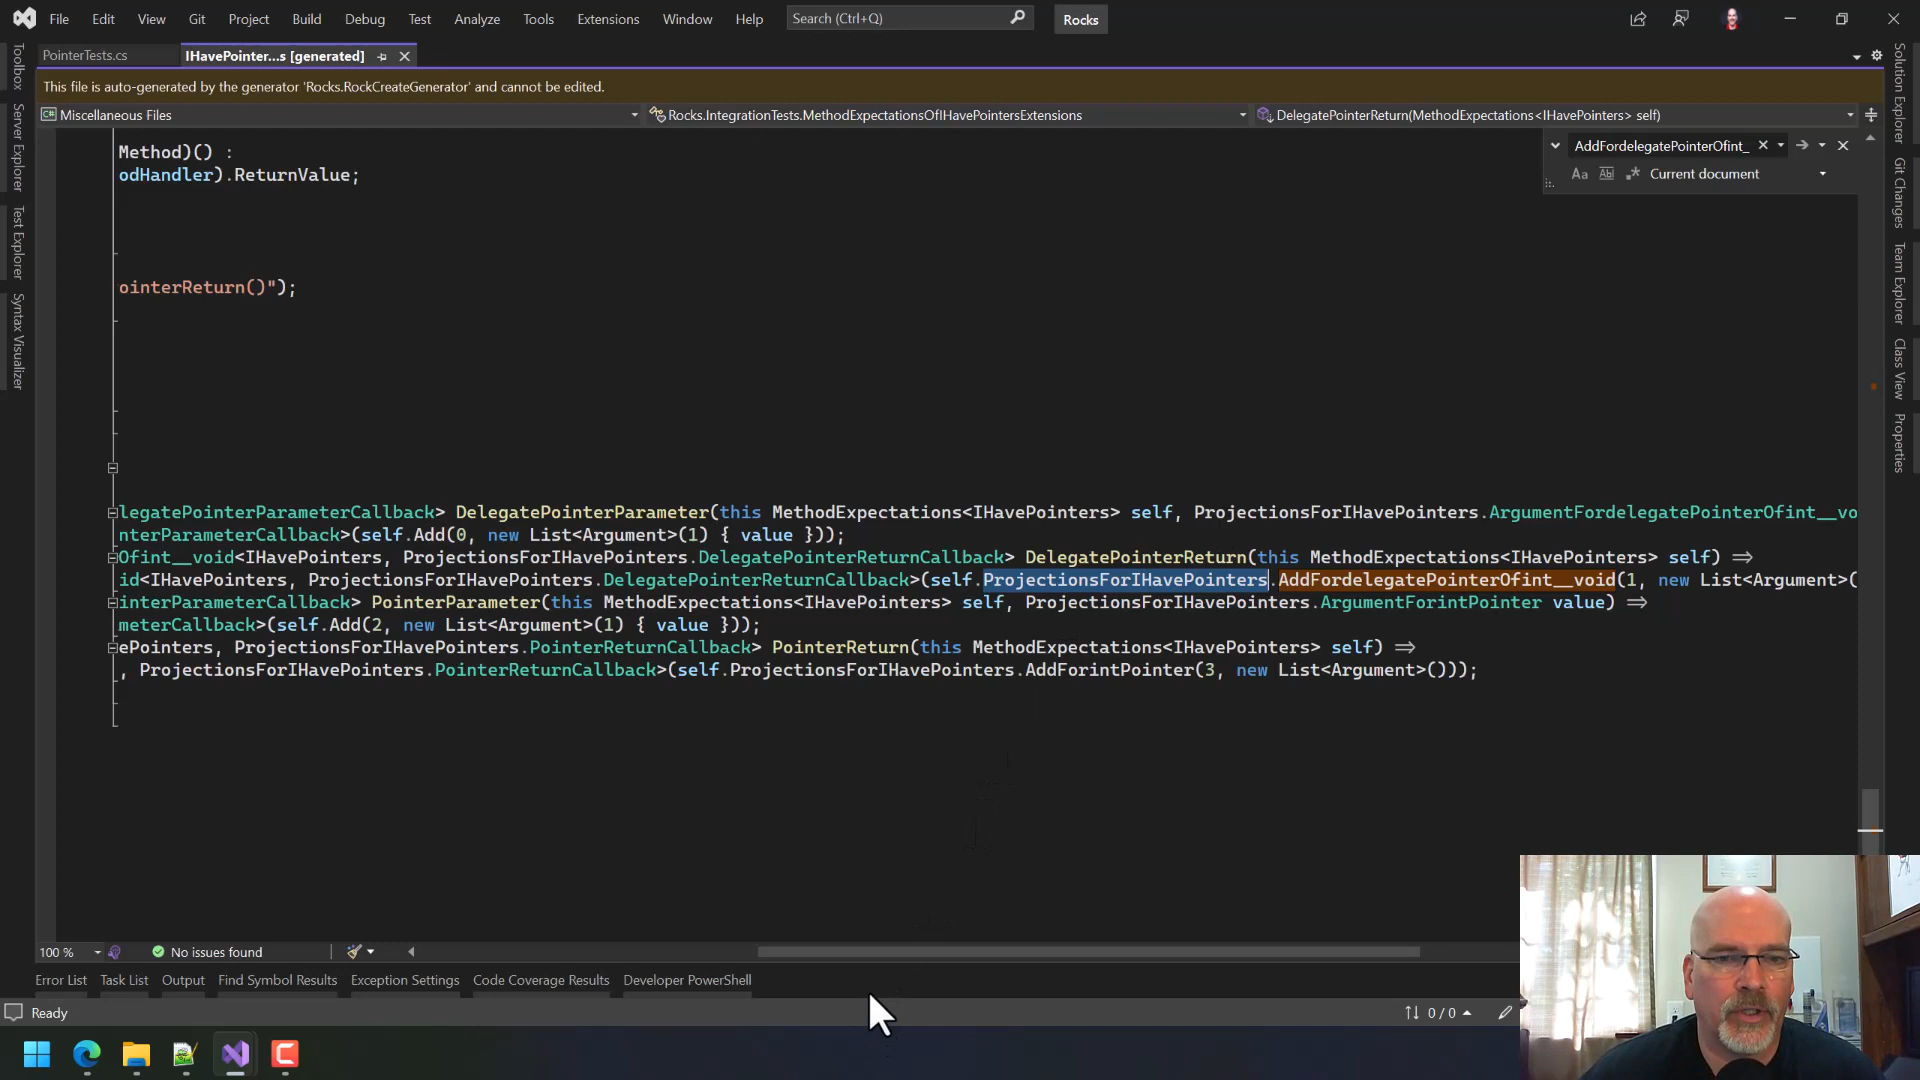 File Edit View Git Project Build Debug Test Analyze Tools Extensions Window Help Search (Ctrl+Q) Rocks
PointerTests.cs IHavePointer...s [generated]
This file is auto-generated by the generator 'Rocks.RockCreateGenerator' and cannot be edited.
C# Miscellaneous Files Rocks.IntegrationTests.MethodExpectationsOfIHavePointersExtensions DelegatePointerReturn(MethodExpectations<IHavePointers> self)
AddFordelegatePointerOfint_
Aa Ab Current document
Toolbox
Server Explorer
Test Explorer
Syntax Visualizer
Method)() :
odHandler).ReturnValue;
ointerReturn()");
legatePointerParameterCallback> DelegatePointerParameter(this MethodExpectations<IHavePointers> self, ProjectionsForIHavePointers.ArgumentFordelegatePointerOfint__vo
nterParameterCallback>(self.Add(0, new List<Argument>(1) { value }));
Ofint__void<IHavePointers, ProjectionsForIHavePointers.DelegatePointerReturnCallback> DelegatePointerReturn(this MethodExpectations<IHavePointers> self) =>
id<IHavePointers, ProjectionsForIHavePointers.DelegatePointerReturnCallback>(self.ProjectionsForIHavePointers.AddFordelegatePointerOfint__void(1, new List<Argument>(
interParameterCallback> PointerParameter(this MethodExpectations<IHavePointers> self, ProjectionsForIHavePointers.ArgumentForintPointer value) =>
meterCallback>(self.Add(2, new List<Argument>(1) { value }));
ePointers, ProjectionsForIHavePointers.PointerReturnCallback> PointerReturn(this MethodExpectations<IHavePointers> self) =>
, ProjectionsForIHavePointers.PointerReturnCallback>(self.ProjectionsForIHavePointers.AddForintPointer(3, new List<Argument>()));
Solution Explorer
Git Changes
Team Explorer
Class View
Properties
100 % No issues found
Error List Task List Output Find Symbol Results Exception Settings Code Coverage Results Developer PowerShell
Ready 0 / 0